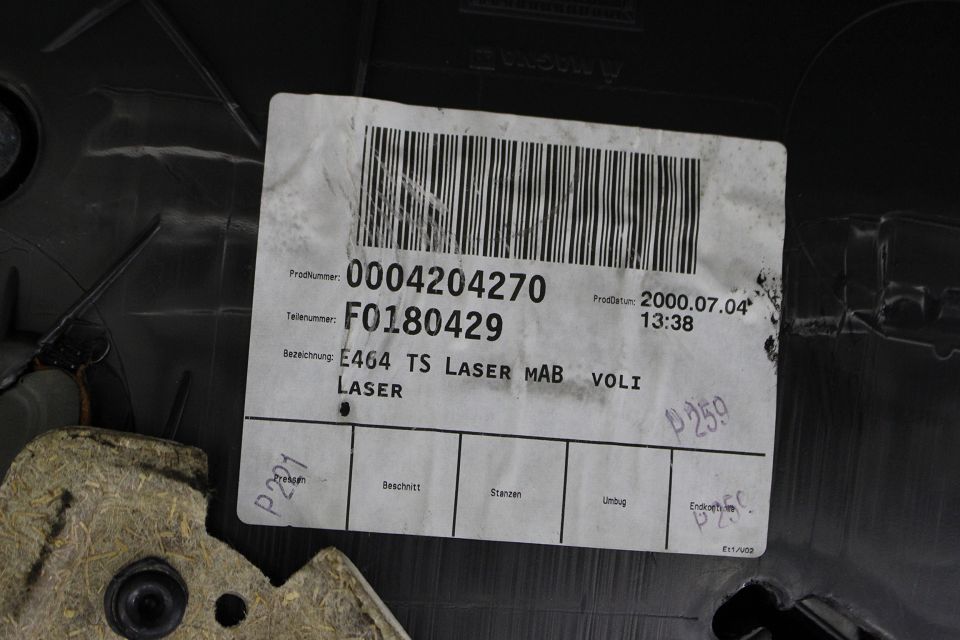 ProdNummer: 0004204270
ProdDatum: 2000.07.04
13:38
Teilenummer: F0180429
Bezeichnung: E464 TS LASER MAB VOLI
LASER
P259
Pressen Beschnitt Stanzen Umbug Endkontrolle
P221
Et1/V02
MAGNA